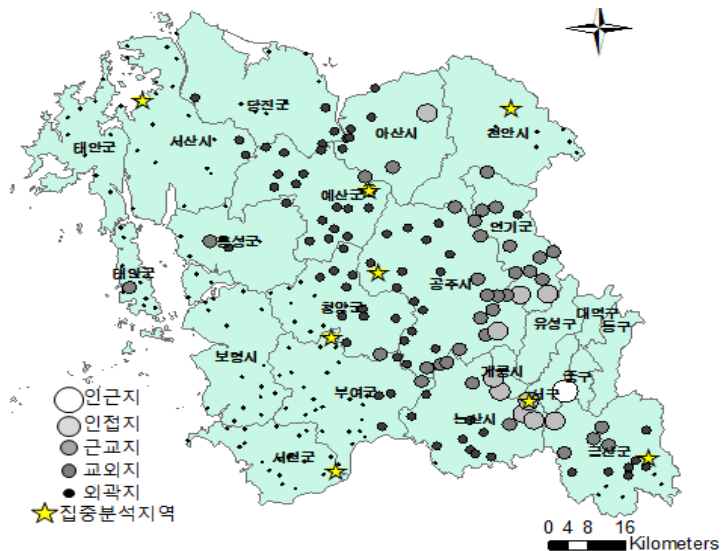 당진군
아산시
천안시
태안군
서산시
예산군
연기군
홍성군
태안군
공주시
청양군
대덕구
유성구
동구
보령시
계룡시
중구
서구
부여군
논산시
서천군
금산군
인근지
인접지
근교지
교외지
외곽지
집중분석지역
0 4 8 16
Kilometers